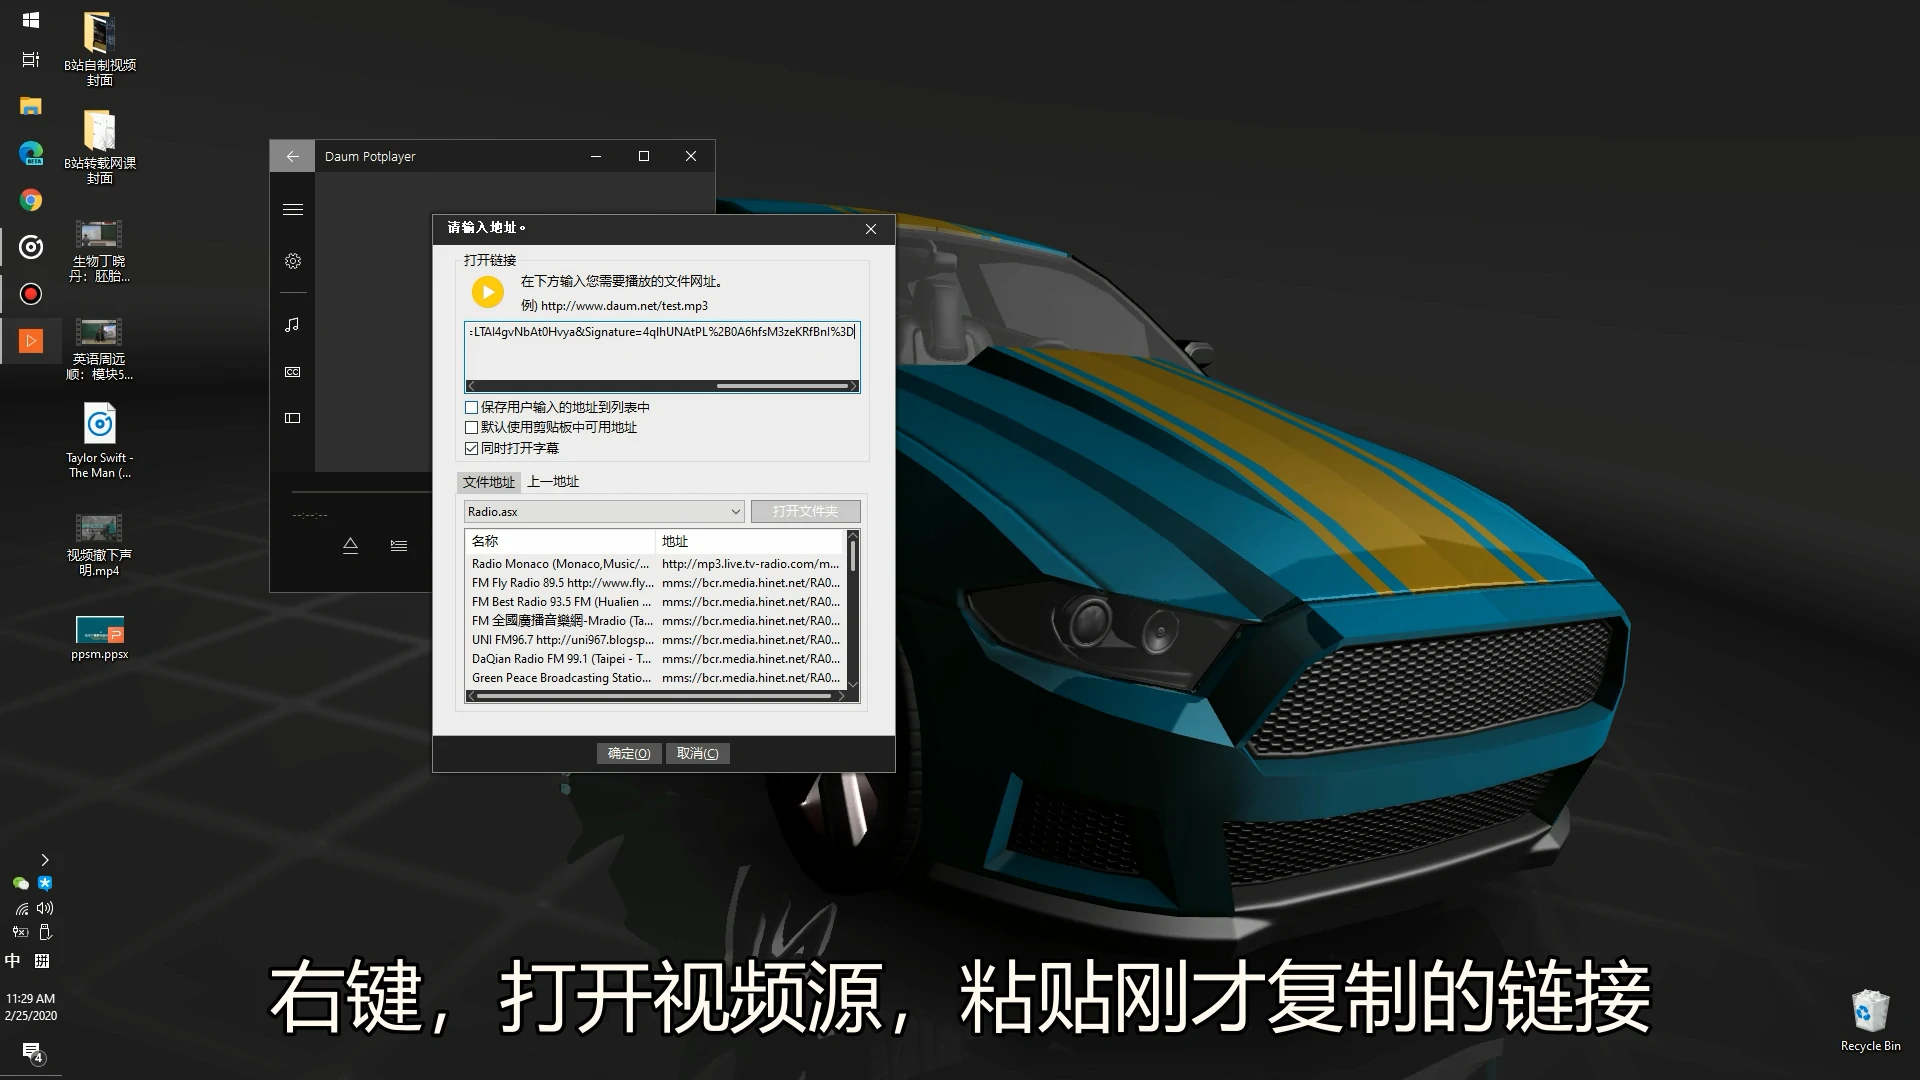 B站自制视频
封面
B站转载网课
封面
生物丁晓
丹：胚胎...
英语周远
顺：模块5...
Taylor Swift -
The Man (...
视频撤下声
明.mp4
ppsm.ppsx
Daum Potplayer
--:--:--
请输入地址。
打开链接
在下方输入您需要播放的文件网址。
例) http://www.daum.net/test.mp3
=LTAI4gvNbAt0Hvya&Signature=4qIhUNAtPL%2B0A6hfsM3zeKRfBnI%3D
保存用户输入的地址到列表中
默认使用剪贴板中可用地址
同时打开字幕
文件地址 上一地址
Radio.asx 打开文件夹
名称 地址
Radio Monaco (Monaco,Music/... http://mp3.live.tv-radio.com/m...
FM Fly Radio 89.5 http://www.fly... mms://bcr.media.hinet.net/RA0...
FM Best Radio 93.5 FM (Hualien ... mms://bcr.media.hinet.net/RA0...
FM 全國廣播音樂網-Mradio (Ta... mms://bcr.media.hinet.net/RA0...
UNI FM96.7 http://uni967.blogsp... mms://bcr.media.hinet.net/RA0...
DaQian Radio FM 99.1 (Taipei - T... mms://bcr.media.hinet.net/RA0...
Green Peace Broadcasting Statio... mms://bcr.media.hinet.net/RA0...
确定(O) 取消(C)
中 拼
11:29 AM
2/25/2020
4
右键，打开视频源，粘贴刚才复制的链接
Recycle Bin